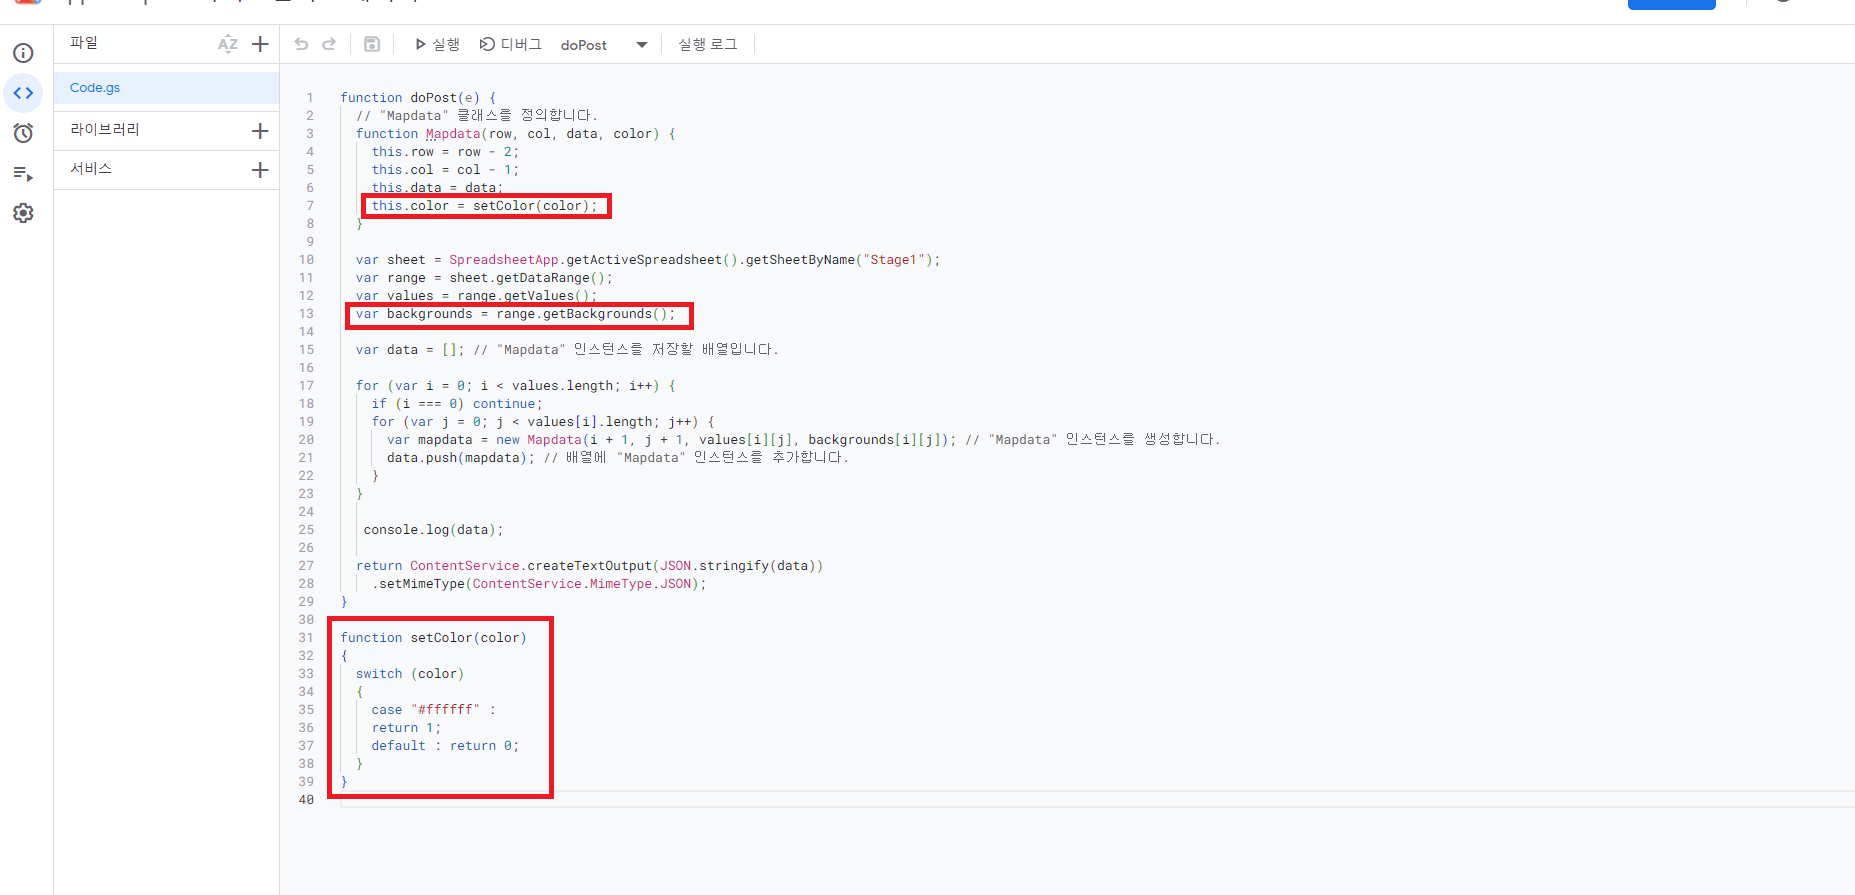 파일
AZ
실행
디버그
doPost
실행 로그
Code.gs
라이브러리
서비스
1 function doPost(e) {
2 // "Mapdata" 클래스를 정의합니다.
3 function Mapdata(row, col, data, color) {
4 this.row = row - 2;
5 this.col = col - 1;
6 this.data = data;
7 this.color = setColor(color);
8 }
9
10 var sheet = SpreadsheetApp.getActiveSpreadsheet().getSheetByName("Stage1");
11 var range = sheet.getDataRange();
12 var values = range.getValues();
13 var backgrounds = range.getBackgrounds();
14
15 var data = []; // "Mapdata" 인스턴스를 저장할 배열입니다.
16
17 for (var i = 0; i < values.length; i++) {
18 if (i === 0) continue;
19 for (var j = 0; j < values[i].length; j++) {
20 var mapdata = new Mapdata(i + 1, j + 1, values[i][j], backgrounds[i][j]); // "Mapdata" 인스턴스를 생성합니다.
21 data.push(mapdata); // 배열에 "Mapdata" 인스턴스를 추가합니다.
22 }
23 }
24
25 console.log(data);
26
27 return ContentService.createTextOutput(JSON.stringify(data))
28 .setMimeType(ContentService.MimeType.JSON);
29 }
30
31 function setColor(color)
32 {
33 switch (color)
34 {
35 case "#ffffff" :
36 return 1;
37 default : return 0;
38 }
39 }
40